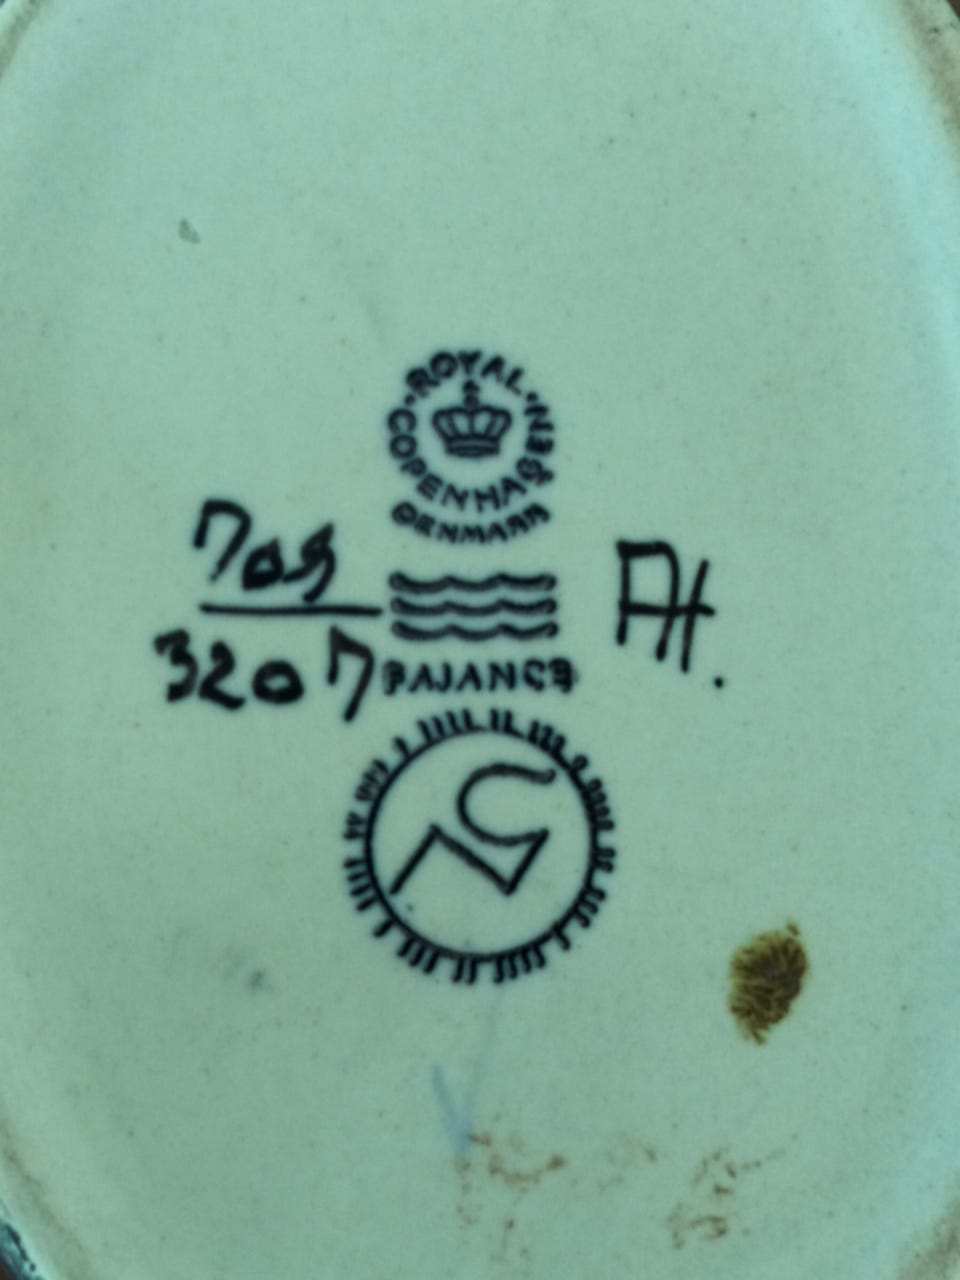 ROYAL
COPENHAGEN
DENMARK
709
3207
FAJANCE
AH.